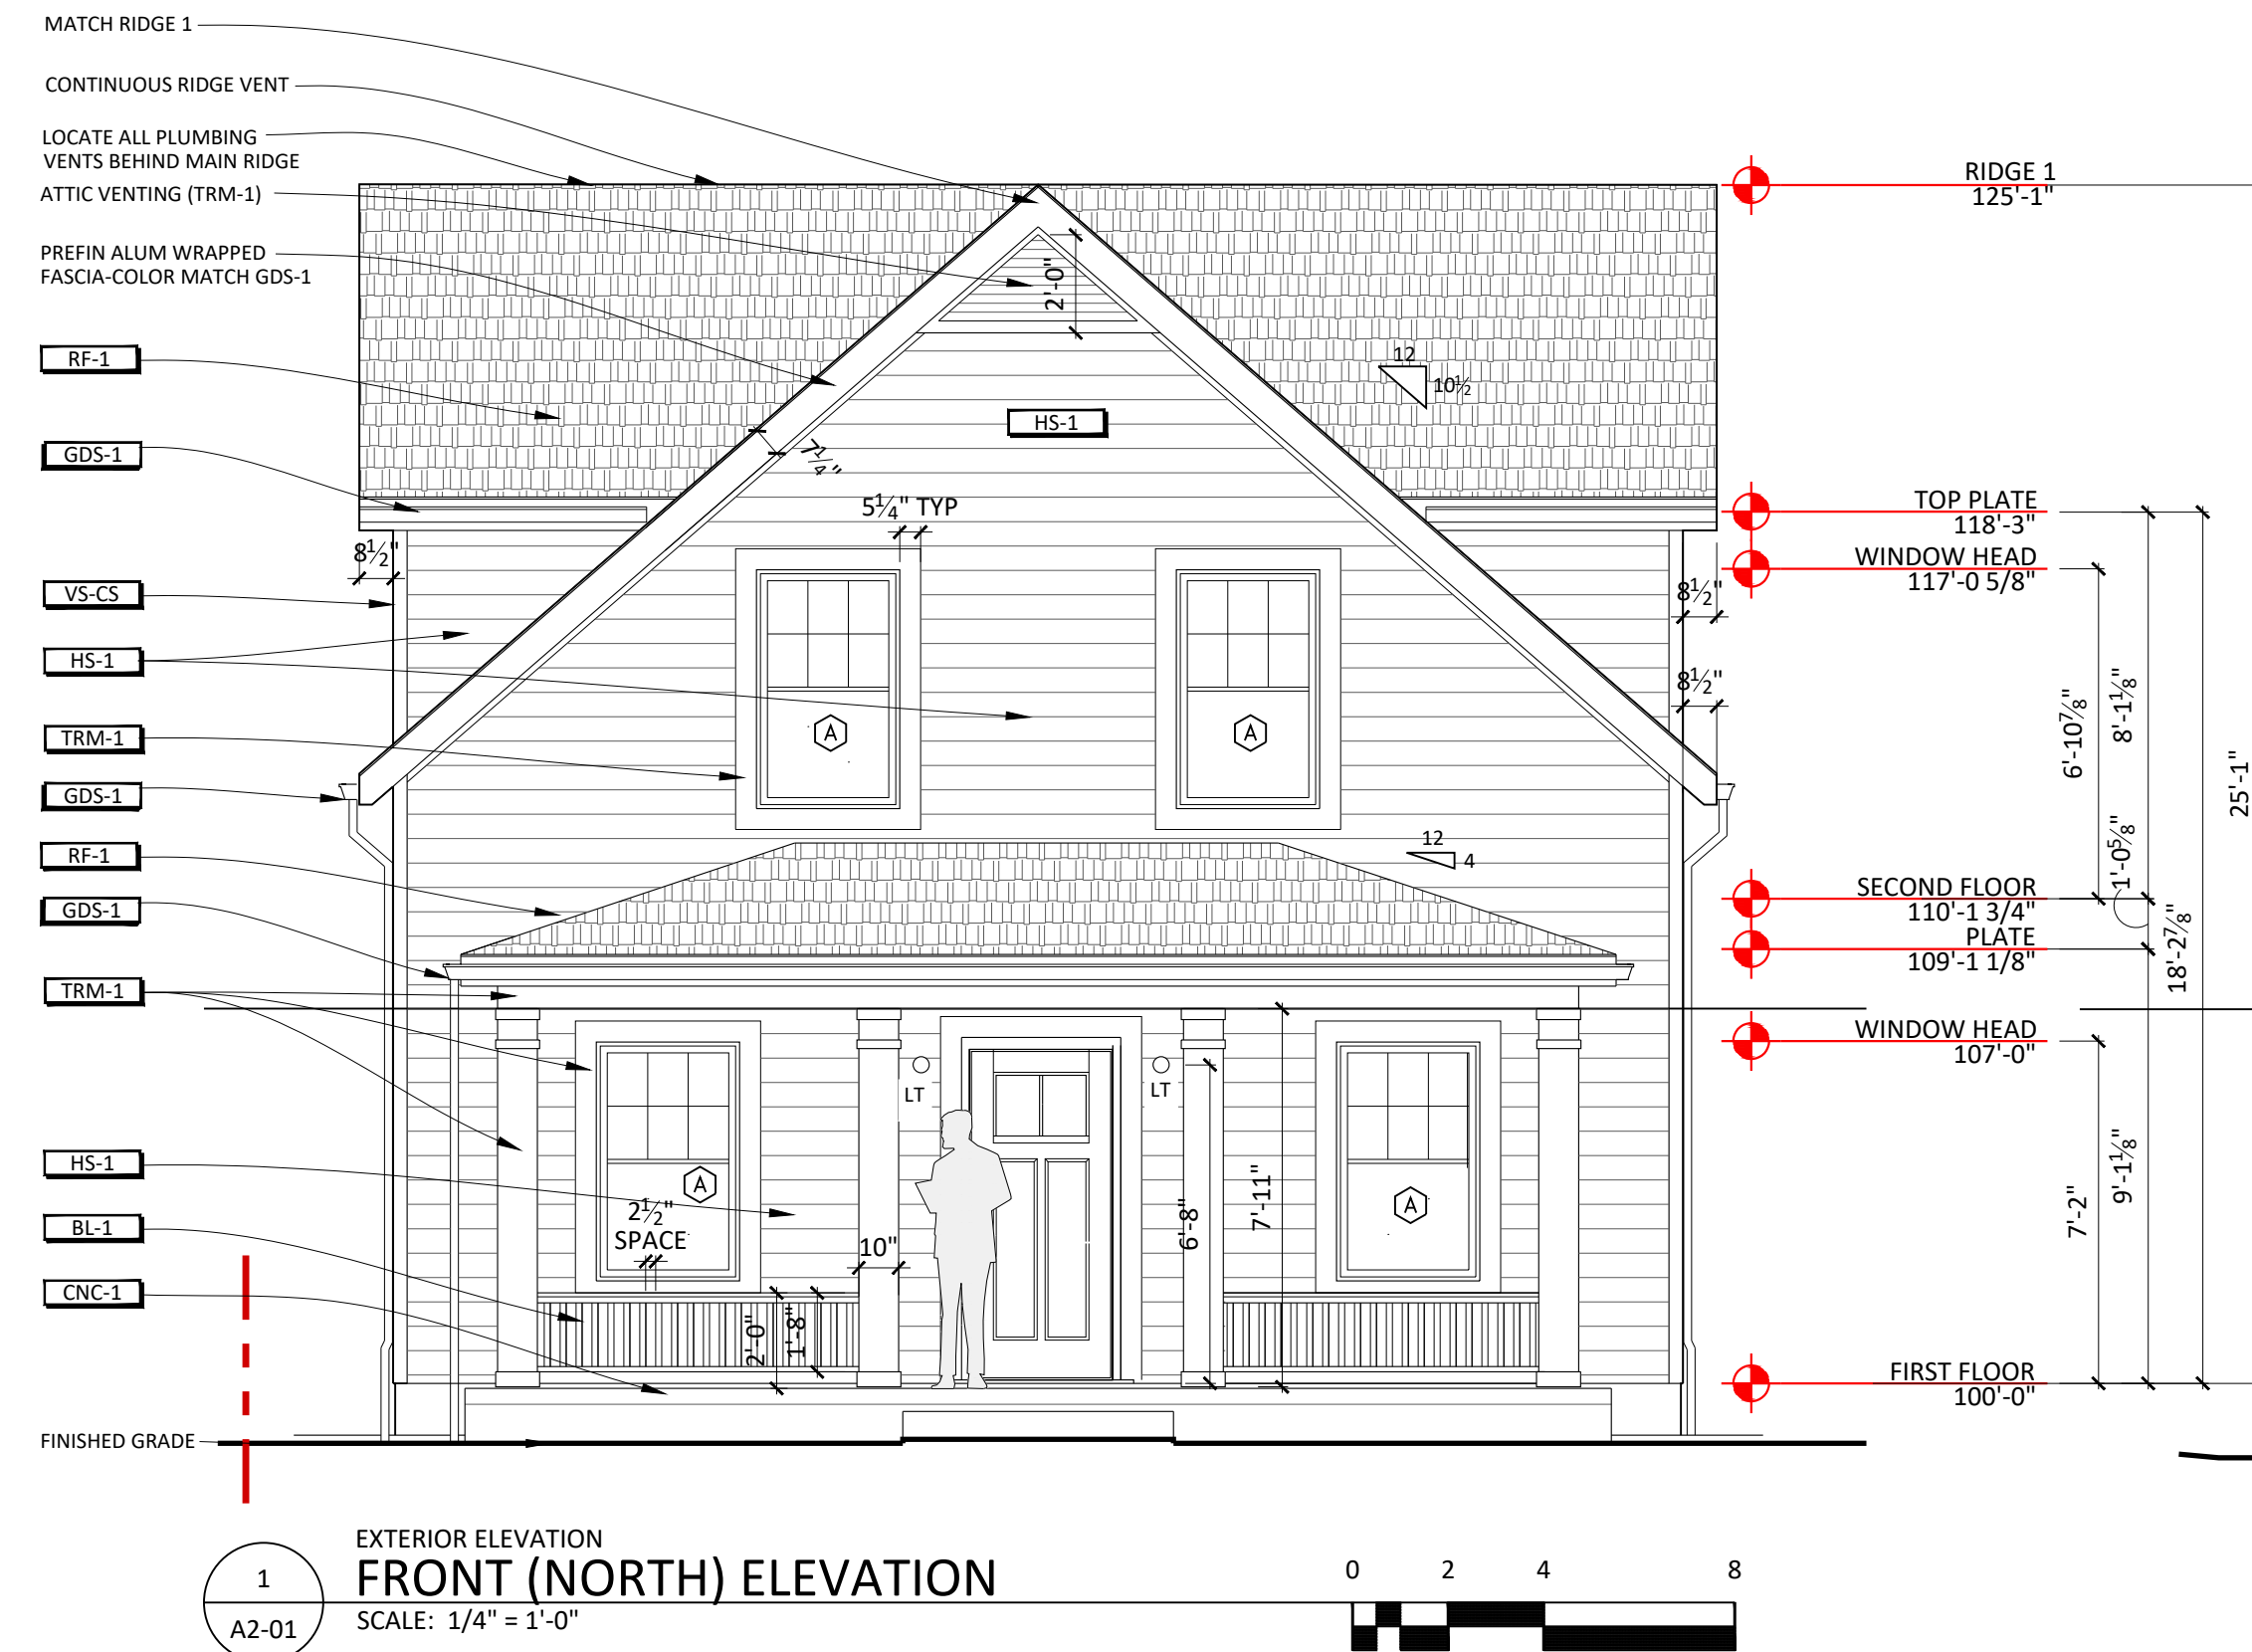 MATCH RIDGE 1
CONTINUOUS RIDGE VENT
LOCATE ALL PLUMBING
VENTS BEHIND MAIN RIDGE
ATTIC VENTING (TRM-1)
PREFIN ALUM WRAPPED
FASCIA-COLOR MATCH GDS-1
RF-1
GDS-1
VS-CS
HS-1
TRM-1
GDS-1
RF-1
GDS-1
TRM-1
HS-1
BL-1
CNC-1
FINISHED GRADE
2'-0"
12
10½
HS-1
7¼"
5¼" TYP
8½"
8½"
8½"
A
A
12
4
LT
LT
A
A
2½"
SPACE
10"
2'-0"
1'-8"
6'-8"
7'-11"
RIDGE 1
125'-1"
TOP PLATE
118'-3"
WINDOW HEAD
117'-0 5/8"
SECOND FLOOR
110'-1 3/4"
PLATE
109'-1 1/8"
WINDOW HEAD
107'-0"
FIRST FLOOR
100'-0"
6'-10⅞"
8'-1⅛"
1'-0⅝"
18'-2⅞"
25'-1"
7'-2"
9'-1⅛"
1
A2-01
EXTERIOR ELEVATION
FRONT (NORTH) ELEVATION
SCALE: 1/4" = 1'-0"
0 2 4 8